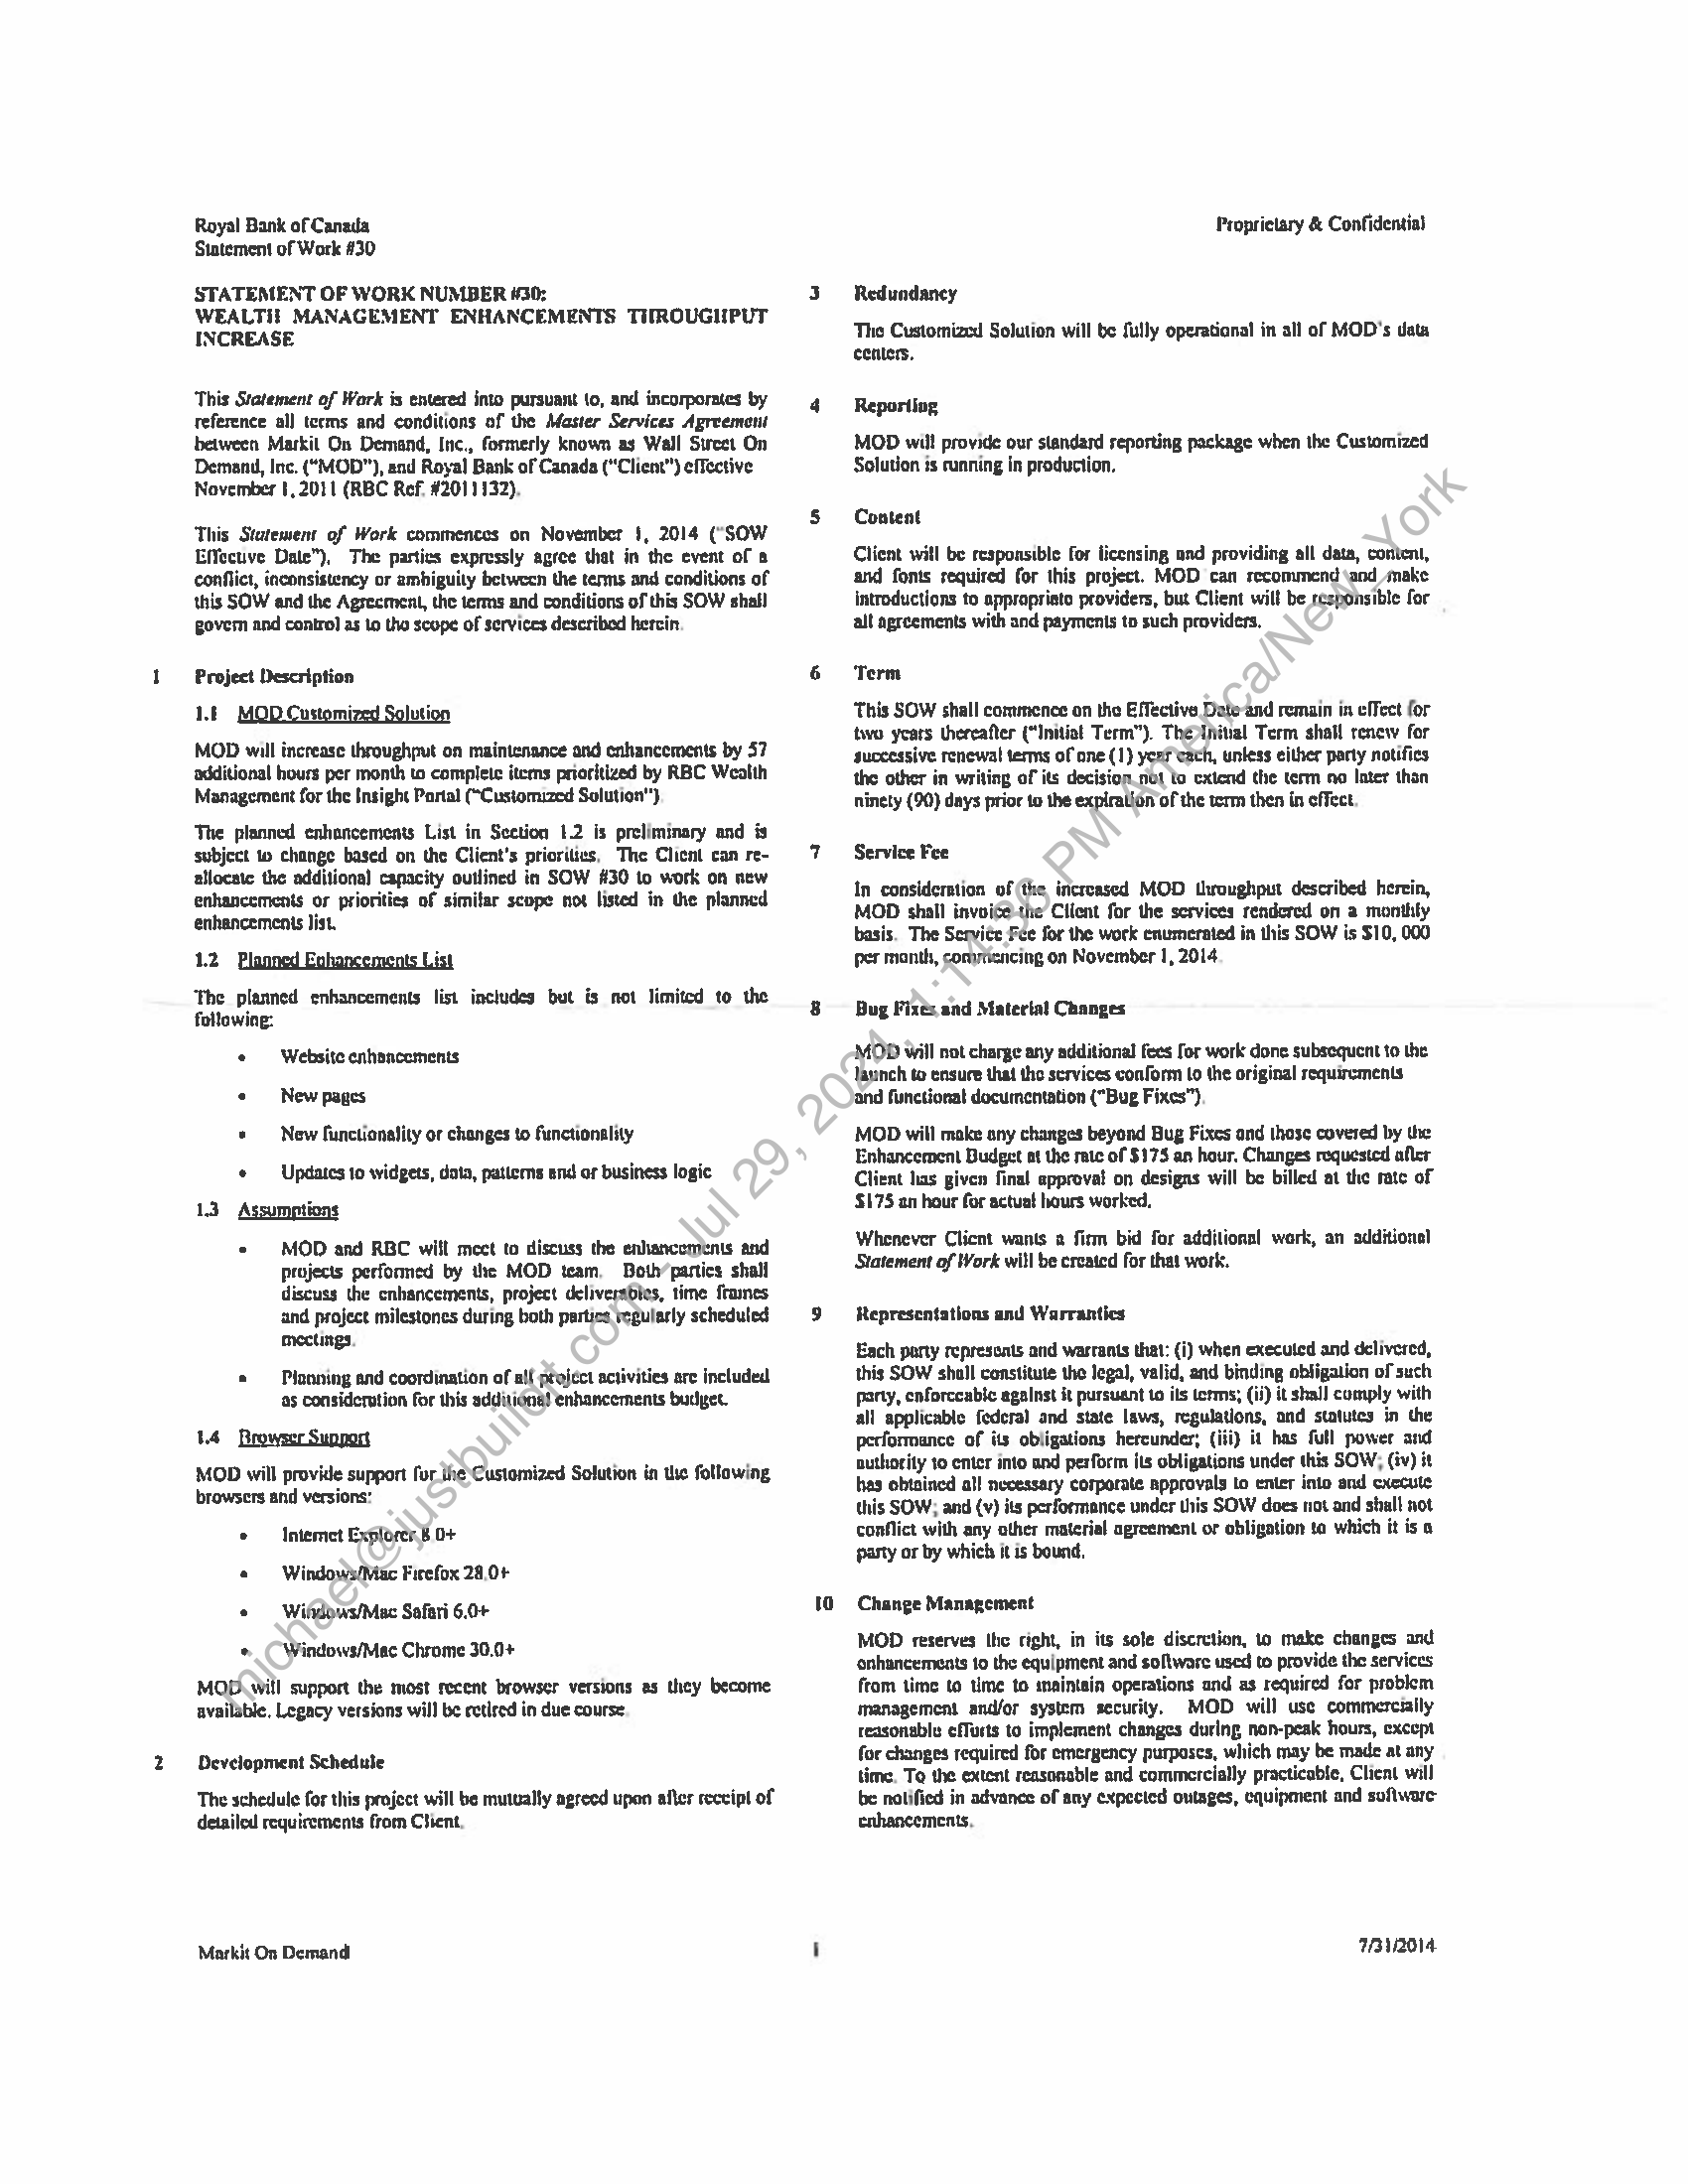 Royal Bank of Canada
Statement of Work #30
Proprietary & Confidential
STATEMENT OF WORK NUMBER #30:
WEALTH MANAGEMENT ENHANCEMENTS THROUGHPUT
INCREASE
This Statement of Work is entered into pursuant to, and incorporates by
reference all terms and conditions of the Master Services Agreement
between Markit On Demand, Inc., formerly known as Wall Street On
Demand, Inc. ("MOD"), and Royal Bank of Canada ("Client") effective
November 1, 2011 (RBC Ref. #2011132).
This Statement of Work commences on November 1, 2014 ("SOW
Effective Date"). The parties expressly agree that in the event of a
conflict, inconsistency or ambiguity between the terms and conditions of
this SOW and the Agreement, the terms and conditions of this SOW shall
govern and control as to the scope of services described herein.
1 Project Description
1.1 MOD Customized Solution
MOD will increase throughput on maintenance and enhancements by 57
additional hours per month to complete items prioritized by RBC Wealth
Management for the Insight Portal ("Customized Solution")
The planned enhancements List in Section 1.2 is preliminary and is
subject to change based on the Client's priorities. The Client can re-
allocate the additional capacity outlined in SOW #30 to work on new
enhancements or priorities of similar scope not listed in the planned
enhancements list.
1.2 Planned Enhancements List
The planned enhancements list includes but is not limited to the
following:
• Website enhancements
• New pages
• New functionality or changes to functionality
• Updates to widgets, data, patterns and or business logic
1.3 Assumptions
• MOD and RBC will meet to discuss the enhancements and
projects performed by the MOD team. Both parties shall
discuss the enhancements, project deliverables, time frames
and project milestones during both parties regularly scheduled
meetings.
• Planning and coordination of all project activities are included
as consideration for this additional enhancements budget.
1.4 Browser Support
MOD will provide support for the Customized Solution in the following
browsers and versions:
• Internet Explorer 8.0+
• Windows/Mac Firefox 28.0+
• Windows/Mac Safari 6.0+
• Windows/Mac Chrome 30.0+
MOD will support the most recent browser versions as they become
available. Legacy versions will be retired in due course.
2 Development Schedule
The schedule for this project will be mutually agreed upon after receipt of
detailed requirements from Client.
3 Redundancy
The Customized Solution will be fully operational in all of MOD's data
centers.
4 Reporting
MOD will provide our standard reporting package when the Customized
Solution is running in production.
5 Content
Client will be responsible for licensing and providing all data, content,
and fonts required for this project. MOD can recommend and make
introductions to appropriate providers, but Client will be responsible for
all agreements with and payments to such providers.
6 Term
This SOW shall commence on the Effective Date and remain in effect for
two years thereafter ("Initial Term"). The Initial Term shall renew for
successive renewal terms of one (1) year each, unless either party notifies
the other in writing of its decision not to extend the term no later than
ninety (90) days prior to the expiration of the term then in effect.
7 Service Fee
In consideration of the increased MOD throughput described herein,
MOD shall invoice the Client for the services rendered on a monthly
basis. The Service Fee for the work enumerated in this SOW is $10, 000
per month, commencing on November 1, 2014.
8 Bug Fixes and Material Changes
MOD will not charge any additional fees for work done subsequent to the
launch to ensure that the services conform to the original requirements
and functional documentation ("Bug Fixes").
MOD will make any changes beyond Bug Fixes and those covered by the
Enhancement Budget at the rate of $175 an hour. Changes requested after
Client has given final approval on designs will be billed at the rate of
$175 an hour for actual hours worked.
Whenever Client wants a firm bid for additional work, an additional
Statement of Work will be created for that work.
9 Representations and Warranties
Each party represents and warrants that: (i) when executed and delivered,
this SOW shall constitute the legal, valid, and binding obligation of such
party, enforceable against it pursuant to its terms; (ii) it shall comply with
all applicable federal and state laws, regulations, and statutes in the
performance of its obligations hereunder; (iii) it has full power and
authority to enter into and perform its obligations under this SOW; (iv) it
has obtained all necessary corporate approvals to enter into and execute
this SOW; and (v) its performance under this SOW does not and shall not
conflict with any other material agreement or obligation to which it is a
party or by which it is bound.
10 Change Management
MOD reserves the right, in its sole discretion, to make changes and
enhancements to the equipment and software used to provide the services
from time to time to maintain operations and as required for problem
management and/or system security. MOD will use commercially
reasonable efforts to implement changes during non-peak hours, except
for changes required for emergency purposes, which may be made at any
time. To the extent reasonable and commercially practicable, Client will
be notified in advance of any expected outages, equipment and software
enhancements.
Markit On Demand
1
7/31/2014
michael@justbuildit.com - Jul 29, 2024, 1:14:36 PM America/New_York